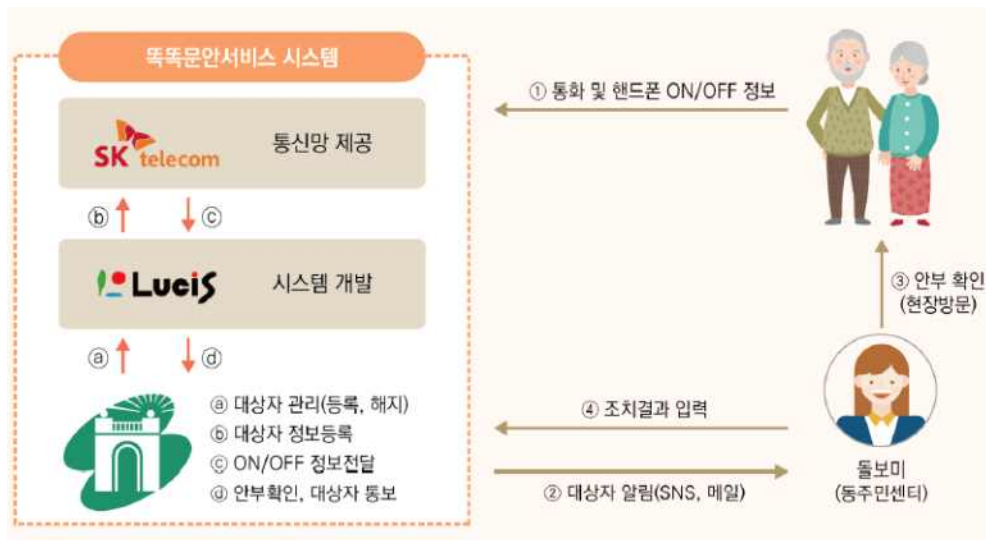 똑똑문안서비스 시스템
SK telecom
통신망 제공
ⓑ
ⓒ
LuciS
시스템 개발
ⓐ
ⓓ
ⓐ 대상자 관리(등록, 해지)
ⓑ 대상자 정보등록
ⓒ ON/OFF 정보전달
ⓓ 안부확인, 대상자 통보
① 통화 및 핸드폰 ON/OFF 정보
③ 안부 확인
(현장방문)
④ 조치결과 입력
② 대상자 알림(SNS, 메일)
돌보미
(동주민센티)